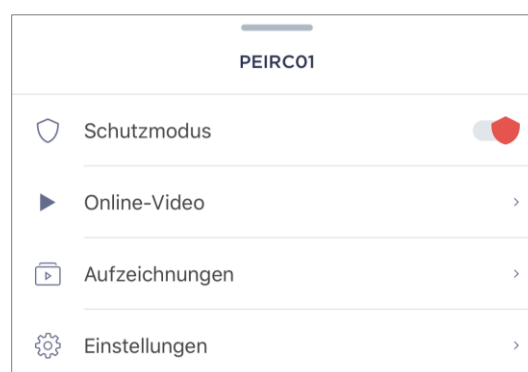 PEIRC01
Schutzmodus
Online-Video
Aufzeichnungen
Einstellungen